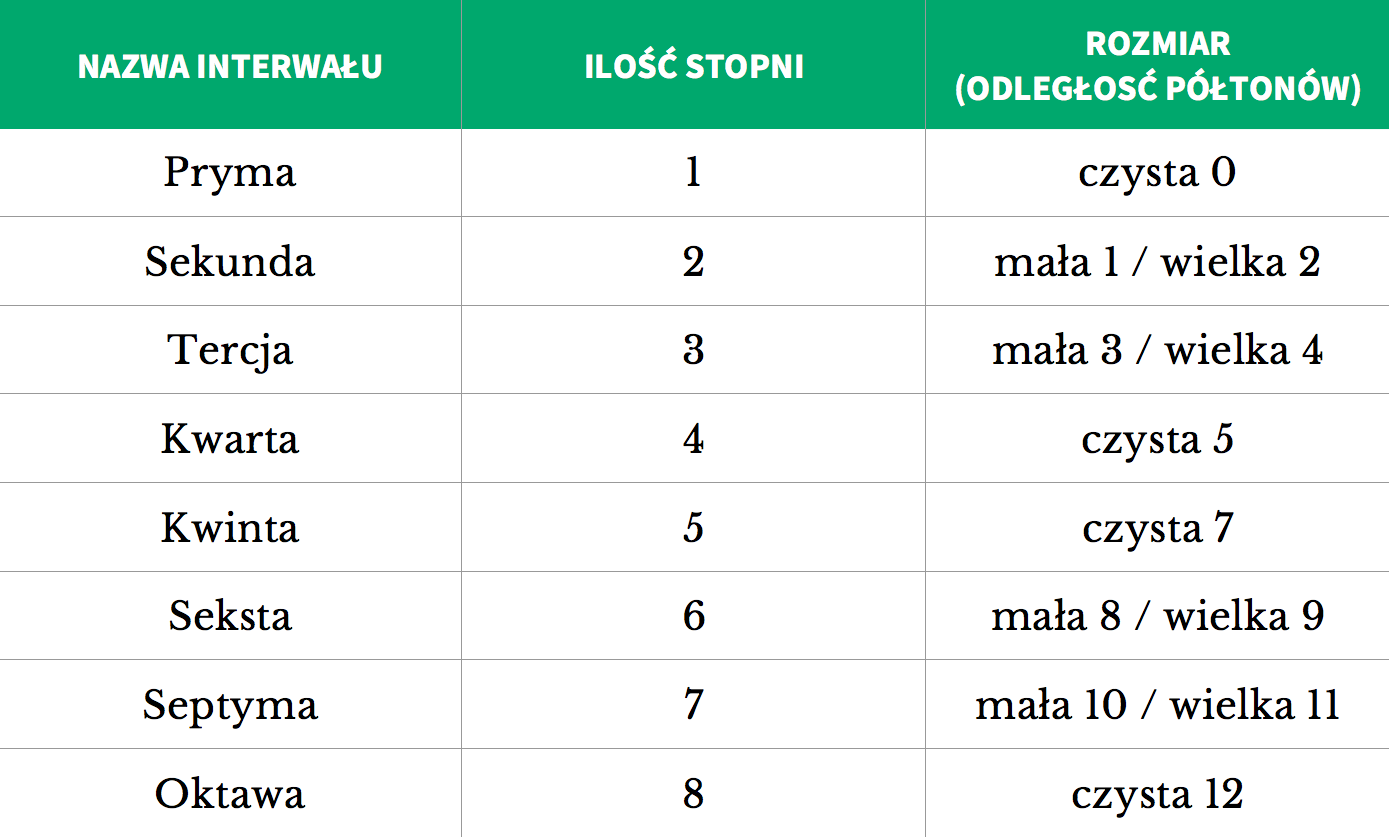 NAZWA INTERWAŁU ILOŚĆ STOPNI ROZMIAR
(ODLEGŁOSĆ PÓŁTONÓW)
Pryma 1 czysta 0
Sekunda 2 mała 1 / wielka 2
Tercja 3 mała 3 / wielka 4
Kwarta 4 czysta 5
Kwinta 5 czysta 7
Seksta 6 mała 8 / wielka 9
Septyma 7 mała 10 / wielka 11
Oktawa 8 czysta 12